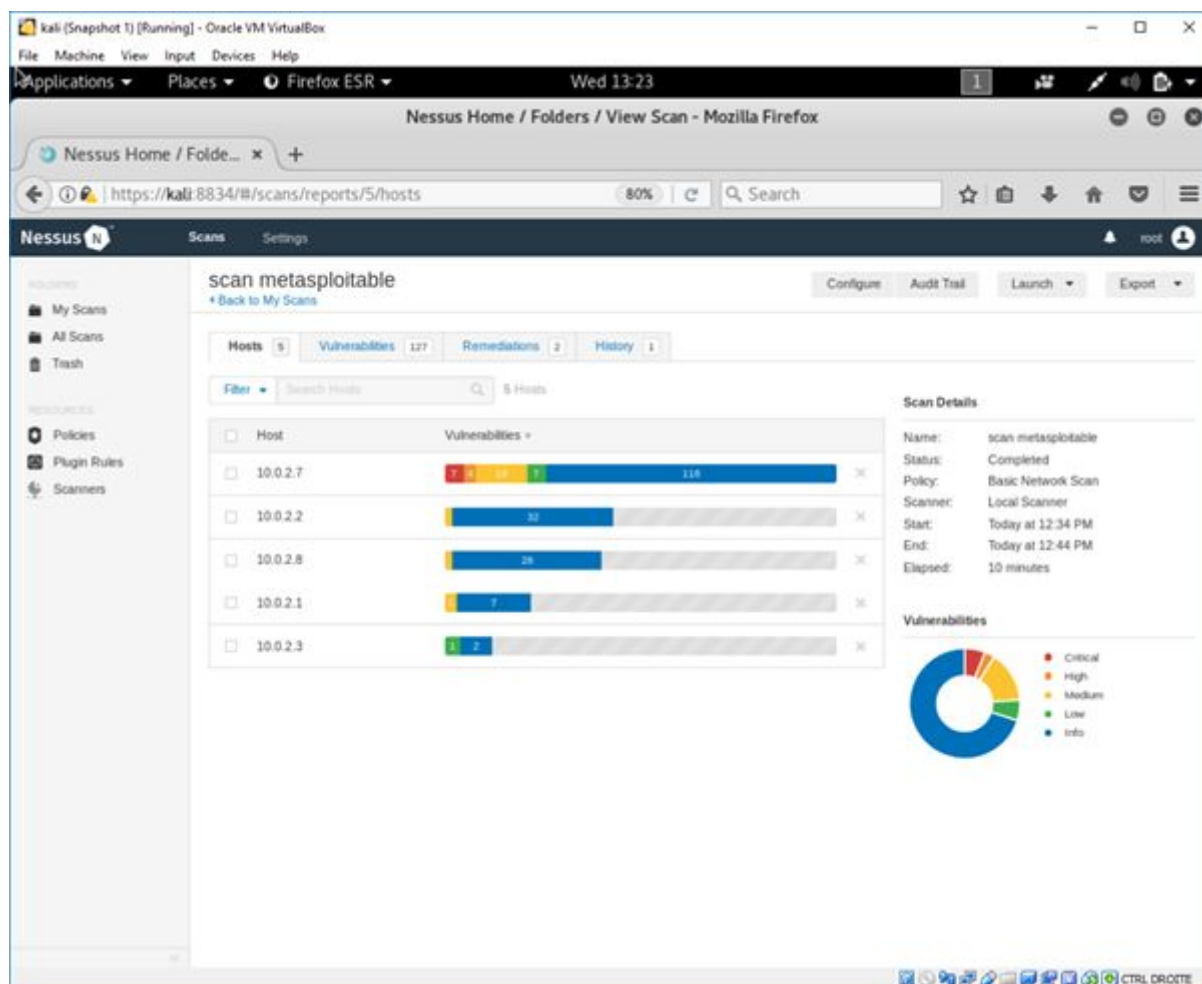 kali (Snapshot 1) [Running] - Oracle VM VirtualBox
File Machine View Input Devices Help
Applications Places Firefox ESR Wed 13:23 1
Nessus Home / Folders / View Scan - Mozilla Firefox
Nessus Home / Folde... × +
https://kali:8834/#/scans/reports/5/hosts 80% Search
Nessus N Scans Settings root
FOLDERS
My Scans
All Scans
Trash
RESOURCES
Policies
Plugin Rules
Scanners
scan metasploitable
Back to My Scans
Configure Audit Trail Launch Export
Hosts 5 Vulnerabilities 127 Remediations 2 History 1
Filter Search Hosts 5 Hosts
Host Vulnerabilities
10.0.2.7 7 7 118
10.0.2.2 32
10.0.2.8 28
10.0.2.1 7
10.0.2.3 1 2
Scan Details
Name: scan metasploitable
Status: Completed
Policy: Basic Network Scan
Scanner: Local Scanner
Start: Today at 12:34 PM
End: Today at 12:44 PM
Elapsed: 10 minutes
Vulnerabilities
Critical
High
Medium
Low
Info
CTRL DROITE